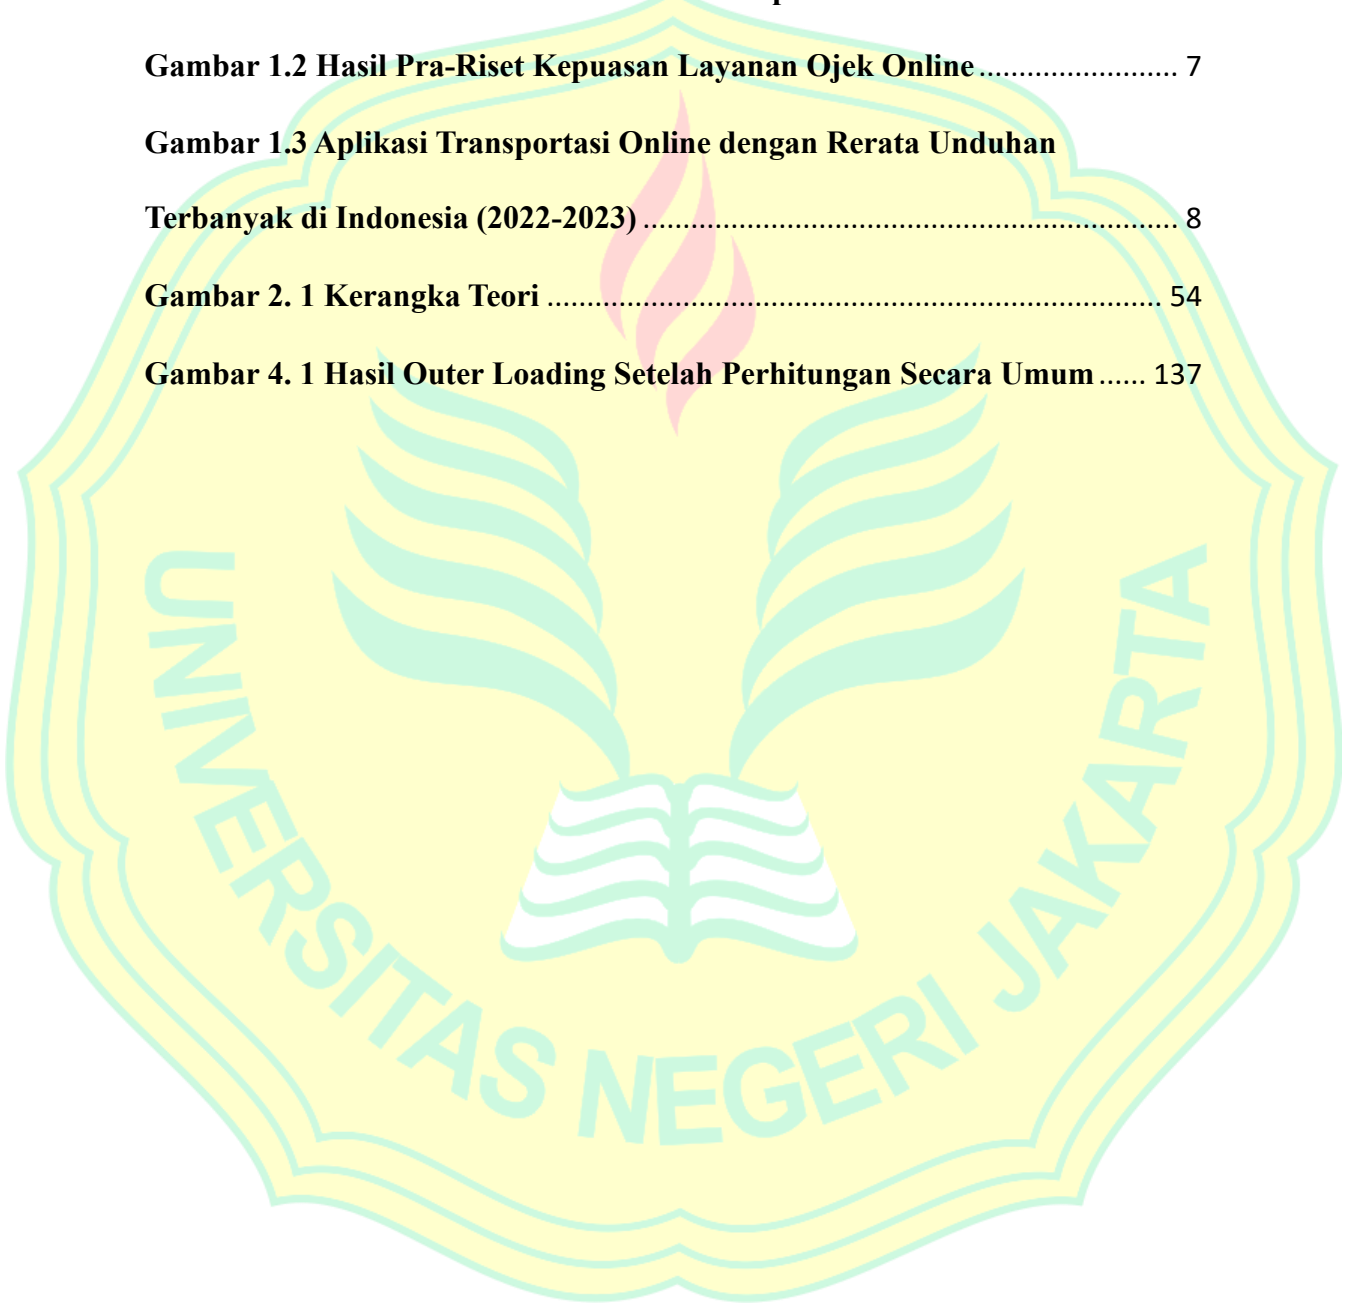 Gambar 1.2 Hasil Pra-Riset Kepuasan Layanan Ojek Online ........................ 7
Gambar 1.3 Aplikasi Transportasi Online dengan Rerata Unduhan
Terbanyak di Indonesia (2022-2023) ................................................................ 8
Gambar 2. 1 Kerangka Teori ........................................................................... 54
Gambar 4. 1 Hasil Outer Loading Setelah Perhitungan Secara Umum ...... 137
UNIVERSITAS NEGERI JAKARTA